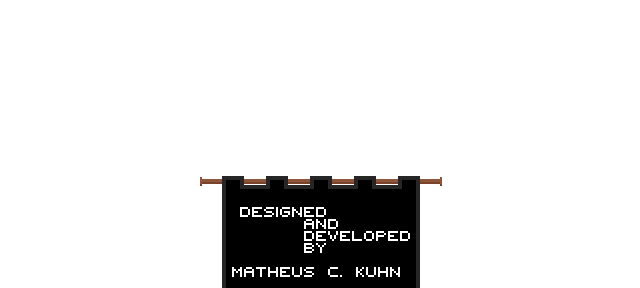 DESIGNED
AND
DEVELOPED
BY
MATHEUS C. KUHN